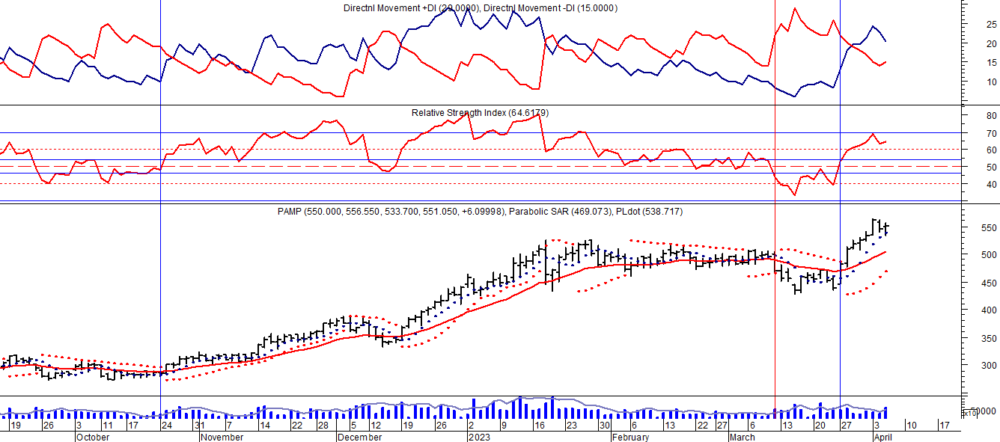 Directnl Movement +DI (20.0000), Directnl Movement -DI (15.0000)
25
20
15
10
Relative Strength Index (64.6179)
80
70
60
50
40
PAMP (550.000, 556.550, 533.700, 551.050, +6.09998), Parabolic SAR (469.073), PLdot (538.717)
550
500
450
400
350
300
50000
x10
19 26 3 11 17 24 31 7 14 22 28 5 12 19 26 2 9 16 23 30 6 13 22 27 6 13 20 27 3 10 17
October November December 2023 February March April